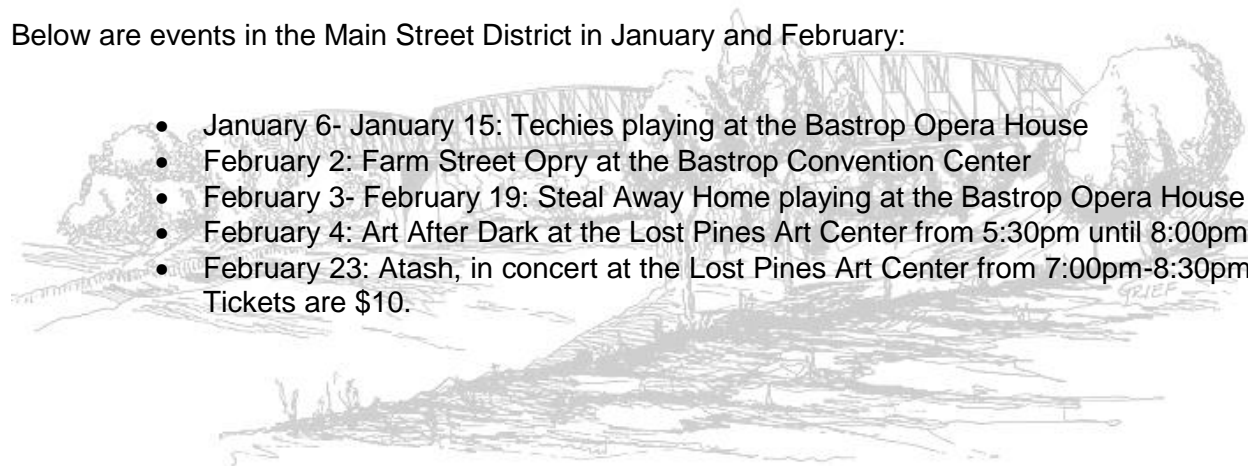 Below are events in the Main Street District in January and February:
• January 6- January 15: Techies playing at the Bastrop Opera House
• February 2: Farm Street Opry at the Bastrop Convention Center
• February 3- February 19: Steal Away Home playing at the Bastrop Opera House
• February 4: Art After Dark at the Lost Pines Art Center from 5:30pm until 8:00pm
• February 23: Atash, in concert at the Lost Pines Art Center from 7:00pm-8:30pm
Tickets are $10.
GRIEF